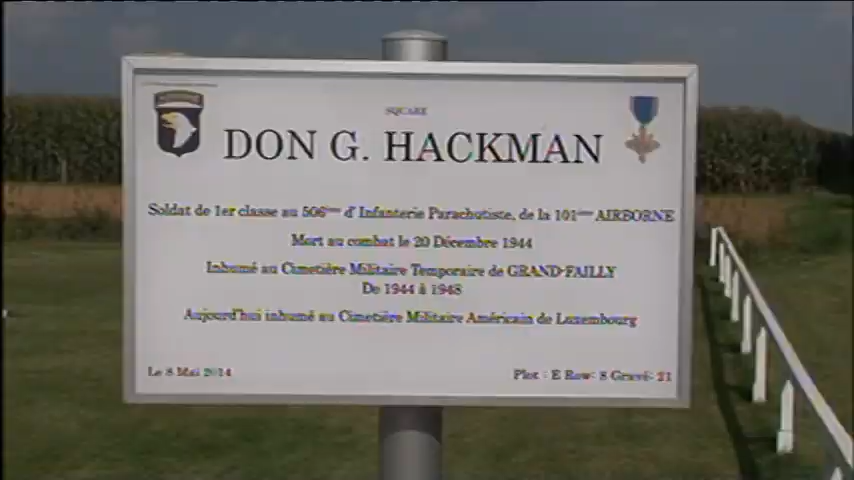 SQUARE
DON G. HACKMAN
Soldat de 1er classe au 506ème d' Infanterie Parachutiste, de la 101ème AIRBORNE
Mort au combat le 20 Décembre 1944
Inhumé au Cimetière Militaire Temporaire de GRAND-FAILLY
De 1944 à 1948
Aujourd'hui inhumé au Cimetière Militaire Américain de Luxembourg
Le 8 Mai 2014
Plot : E Row: 8 Gravé: 21